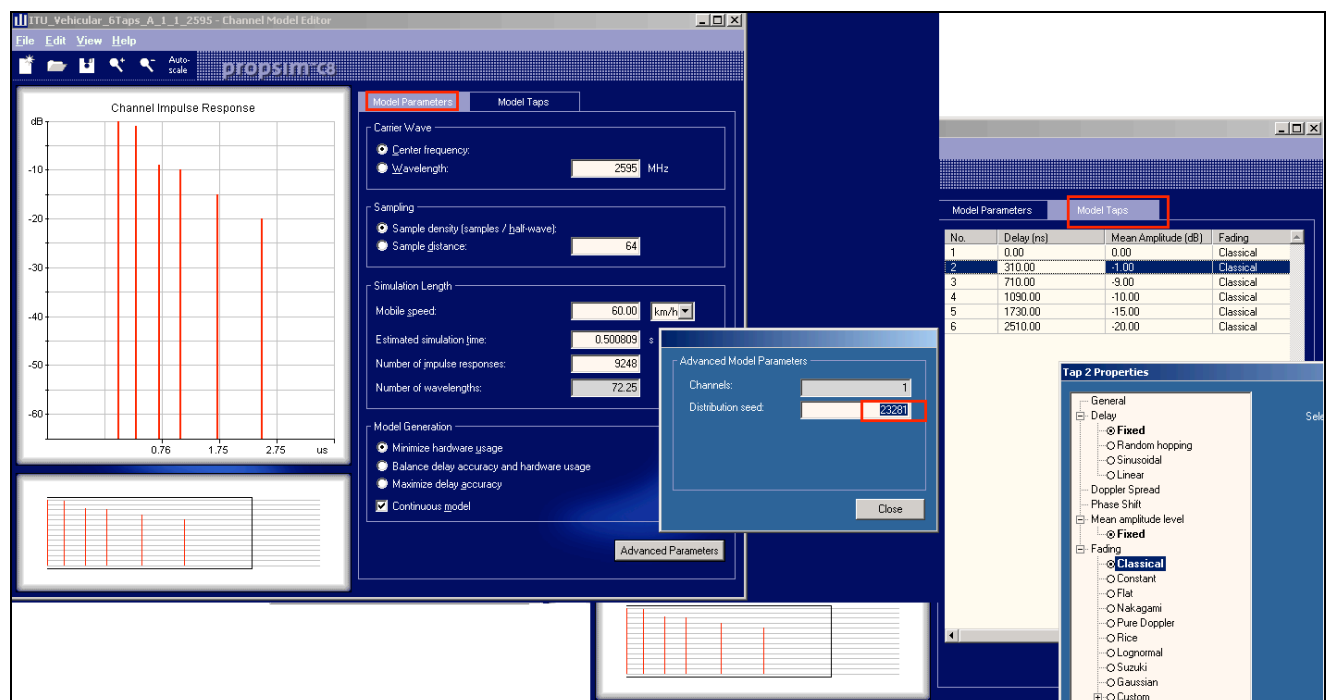 ITU_Vehicular_6Taps_A_1_1_2595 - Channel Model Editor
File Edit View Help
Auto-
scale
propsim C8
Channel Impulse Response
dB
-10
-20
-30
-40
-50
-60
0.76 1.75 2.75 us
Model Parameters Model Taps
Carrier Wave
Center frequency:
Wavelength: 2595 MHz
Sampling
Sample density (samples / half-wave):
Sample distance: 64
Simulation Length
Mobile speed: 60.00 km/h
Estimated simulation time: 0.500809 s
Number of impulse responses: 9248
Number of wavelengths: 72.25
Model Generation
Minimize hardware usage
Balance delay accuracy and hardware usage
Maximize delay accuracy
Continuous model
Advanced Parameters
Advanced Model Parameters
Channels: 1
Distribution seed: 23281
Close
Model Parameters Model Taps
No. Delay (ns) Mean Amplitude (dB) Fading
1 0.00 0.00 Classical
2 310.00 -1.00 Classical
3 710.00 -9.00 Classical
4 1090.00 -10.00 Classical
5 1730.00 -15.00 Classical
6 2510.00 -20.00 Classical
Tap 2 Properties
General
Delay
Fixed
Random hopping
Sinusoidal
Linear
Doppler Spread
Phase Shift
Mean amplitude level
Fixed
Fading
Classical
Constant
Flat
Nakagami
Pure Doppler
Rice
Lognormal
Suzuki
Gaussian
Custom
Sele